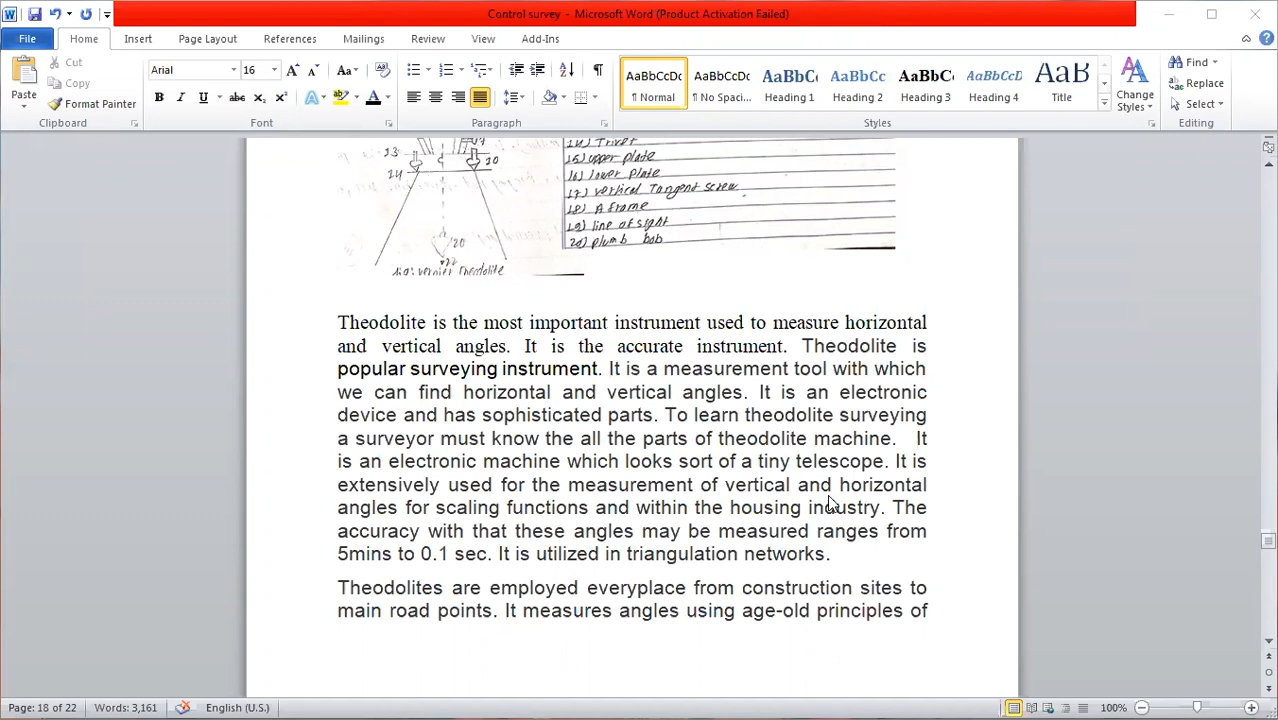 Control survey - Microsoft Word (Product Activation Failed)
File Home Insert Page Layout References Mailings Review View Add-Ins
Paste
Cut
Copy
Format Painter
Arial 16
AaBbCcDc AaBbCcDc AaBbC AaBbCc AaBbCc AaBbCcD AaB
¶ Normal ¶ No Spaci... Heading 1 Heading 2 Heading 3 Heading 4 Title
Change Styles
Find
Replace
Select
Clipboard Font Paragraph Styles Editing
15) upper plate
16) lower plate
17) vertical Tangent screw
18) A frame
19) line of sight
20) plumb bob
23
24
20
20
fig: vernier Theodolite
Theodolite is the most important instrument used to measure horizontal
and vertical angles. It is the accurate instrument. Theodolite is
popular surveying instrument. It is a measurement tool with which
we can find horizontal and vertical angles. It is an electronic
device and has sophisticated parts. To learn theodolite surveying
a surveyor must know the all the parts of theodolite machine. It
is an electronic machine which looks sort of a tiny telescope. It is
extensively used for the measurement of vertical and horizontal
angles for scaling functions and within the housing industry. The
accuracy with that these angles may be measured ranges from
5mins to 0.1 sec. It is utilized in triangulation networks.
Theodolites are employed everyplace from construction sites to
main road points. It measures angles using age-old principles of
Page: 18 of 22 Words: 3,161 English (U.S.) 100%